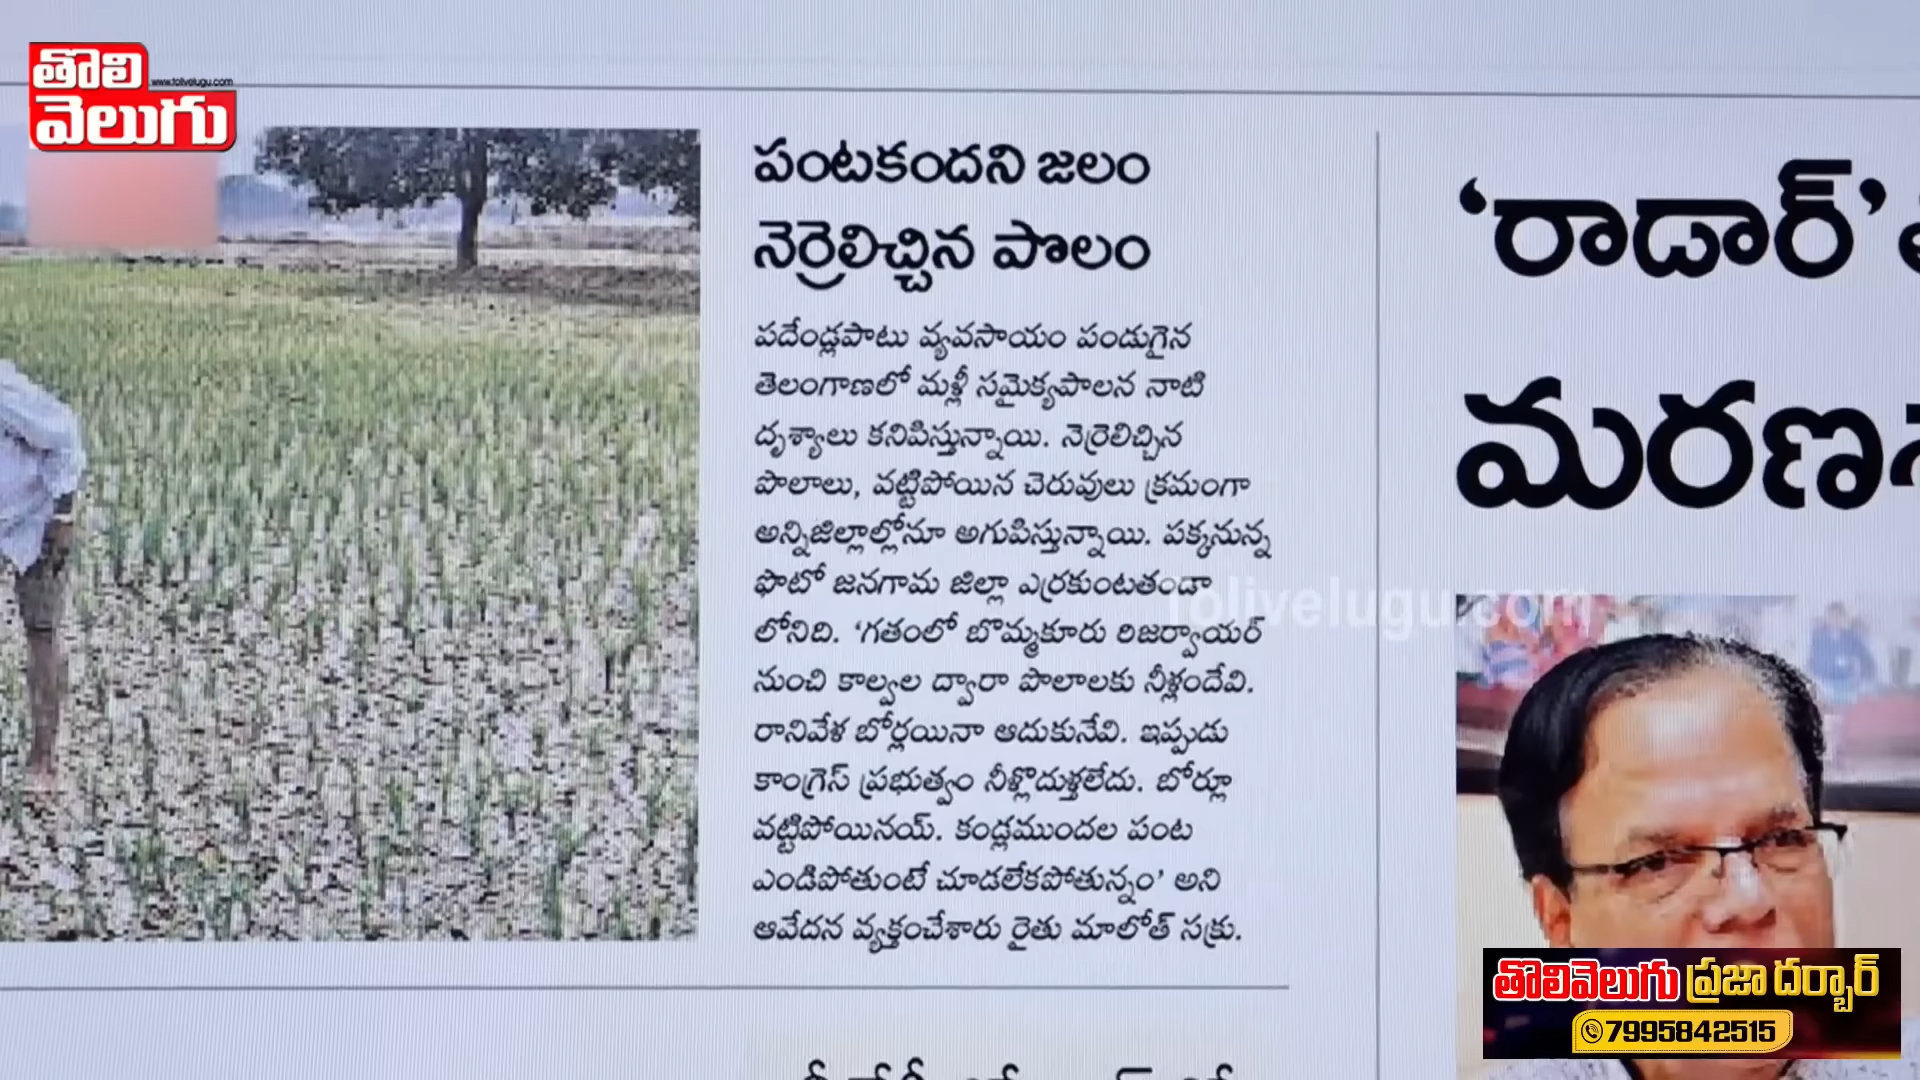 తొలి
www.tolivelugu.com
వెలుగు
పంటకందని జలం
నెర్రెలిచ్చిన పొలం
పదేండ్లపాటు వ్యవసాయం పండుగైన
తెలంగాణలో మళ్లీ సమైక్యపాలన నాటి
దృశ్యాలు కనిపిస్తున్నాయి. నెర్రెలిచ్చిన
పొలాలు, వట్టిపోయిన చెరువులు క్రమంగా
అన్నిజిల్లాల్లోనూ అగుపిస్తున్నాయి. పక్కనున్న
ఫొటో జనగామ జిల్లా ఎర్రకుంటతండా
లోనిది. ‘గతంలో బొమ్మకూరు రిజర్వాయర్
నుంచి కాల్వల ద్వారా పొలాలకు నీళ్లందేవి.
రానివేళ బోర్లయినా ఆదుకునేవి. ఇప్పుడు
కాంగ్రెస్ ప్రభుత్వం నీళ్లొదుల్తలేదు. బోర్లూ
వట్టిపోయినయ్. కండ్లముందల పంట
ఎండిపోతుంటే చూడలేకపోతున్నం’ అని
ఆవేదన వ్యక్తంచేశారు రైతు మాలోత్ సక్రు.
‘రాడార్’
tolivelugu.com
తొలివెలుగు ప్రజా దర్బార్
7995842515